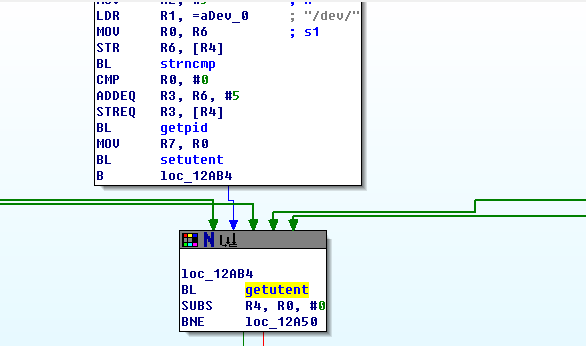 LDR R1, =aDev_0 ; "/dev/"
MOV R0, R6 ; s1
STR R6, [R4]
BL strncmp
CMP R0, #0
ADDEQ R3, R6, #5
STREQ R3, [R4]
BL getpid
MOV R7, R0
BL setutent
B loc_12AB4
loc_12AB4
BL getutent
SUBS R4, R0, #0
BNE loc_12A50